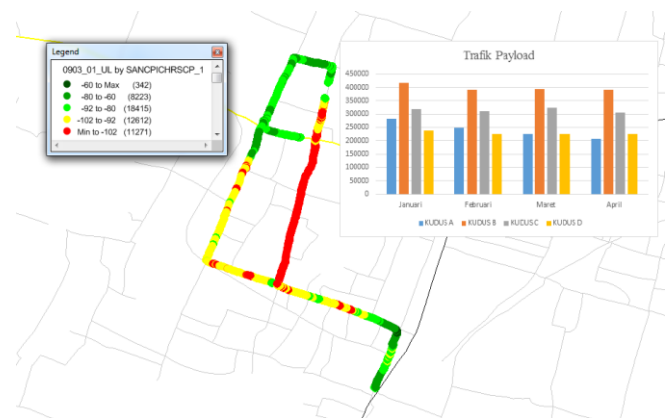 Legend
0903_01_UL by SANCPICHRSCP_1
-60 to Max (342)
-80 to -60 (8223)
-92 to -80 (18415)
-102 to -92 (12612)
Min to -102 (11271)
Trafik Payload
450000
400000
350000
300000
250000
200000
150000
100000
50000
0
Januari Februari Maret April
KUDUS A KUDUS B KUDUS C KUDUS D